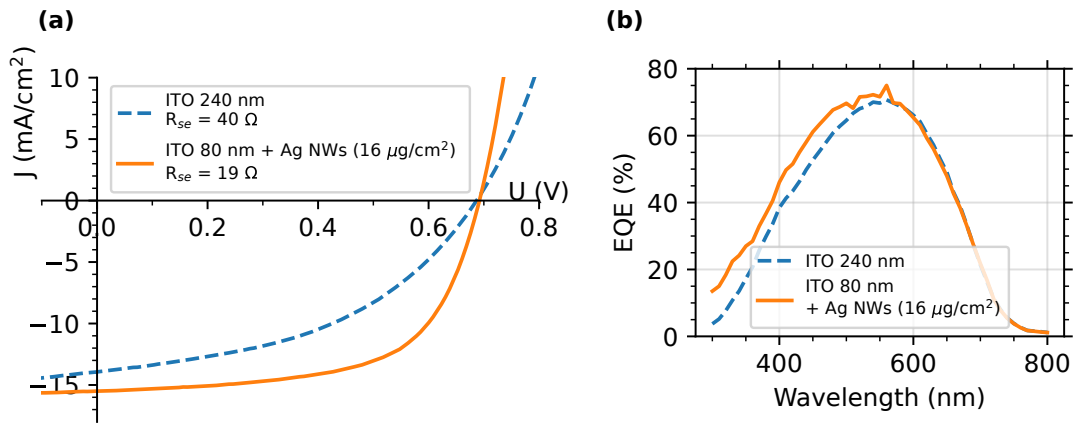 (a)
J (mA/cm²)
10
5
0
−5
−10
−15
0.0
0.2
0.4
0.6
0.8
U (V)
ITO 240 nm
Rse = 40 Ω
ITO 80 nm + Ag NWs (16 μg/cm²)
Rse = 19 Ω
(b)
EQE (%)
80
60
40
20
0
400
600
800
Wavelength (nm)
ITO 240 nm
ITO 80 nm
+ Ag NWs (16 μg/cm²)